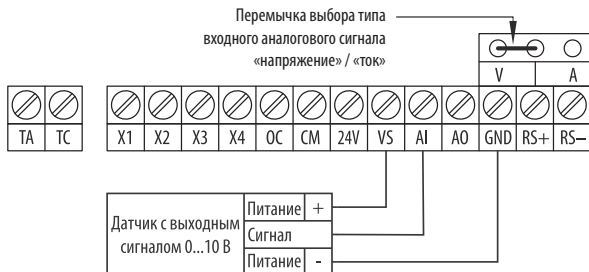 Перемычка выбора типа
входного аналогового сигнала
«напряжение» / «ток»
V A
TA TC X1 X2 X3 X4 OC CM 24V VS AI AO GND RS+ RS−
Датчик с выходным
сигналом 0...10 В
Питание +
Сигнал
Питание -